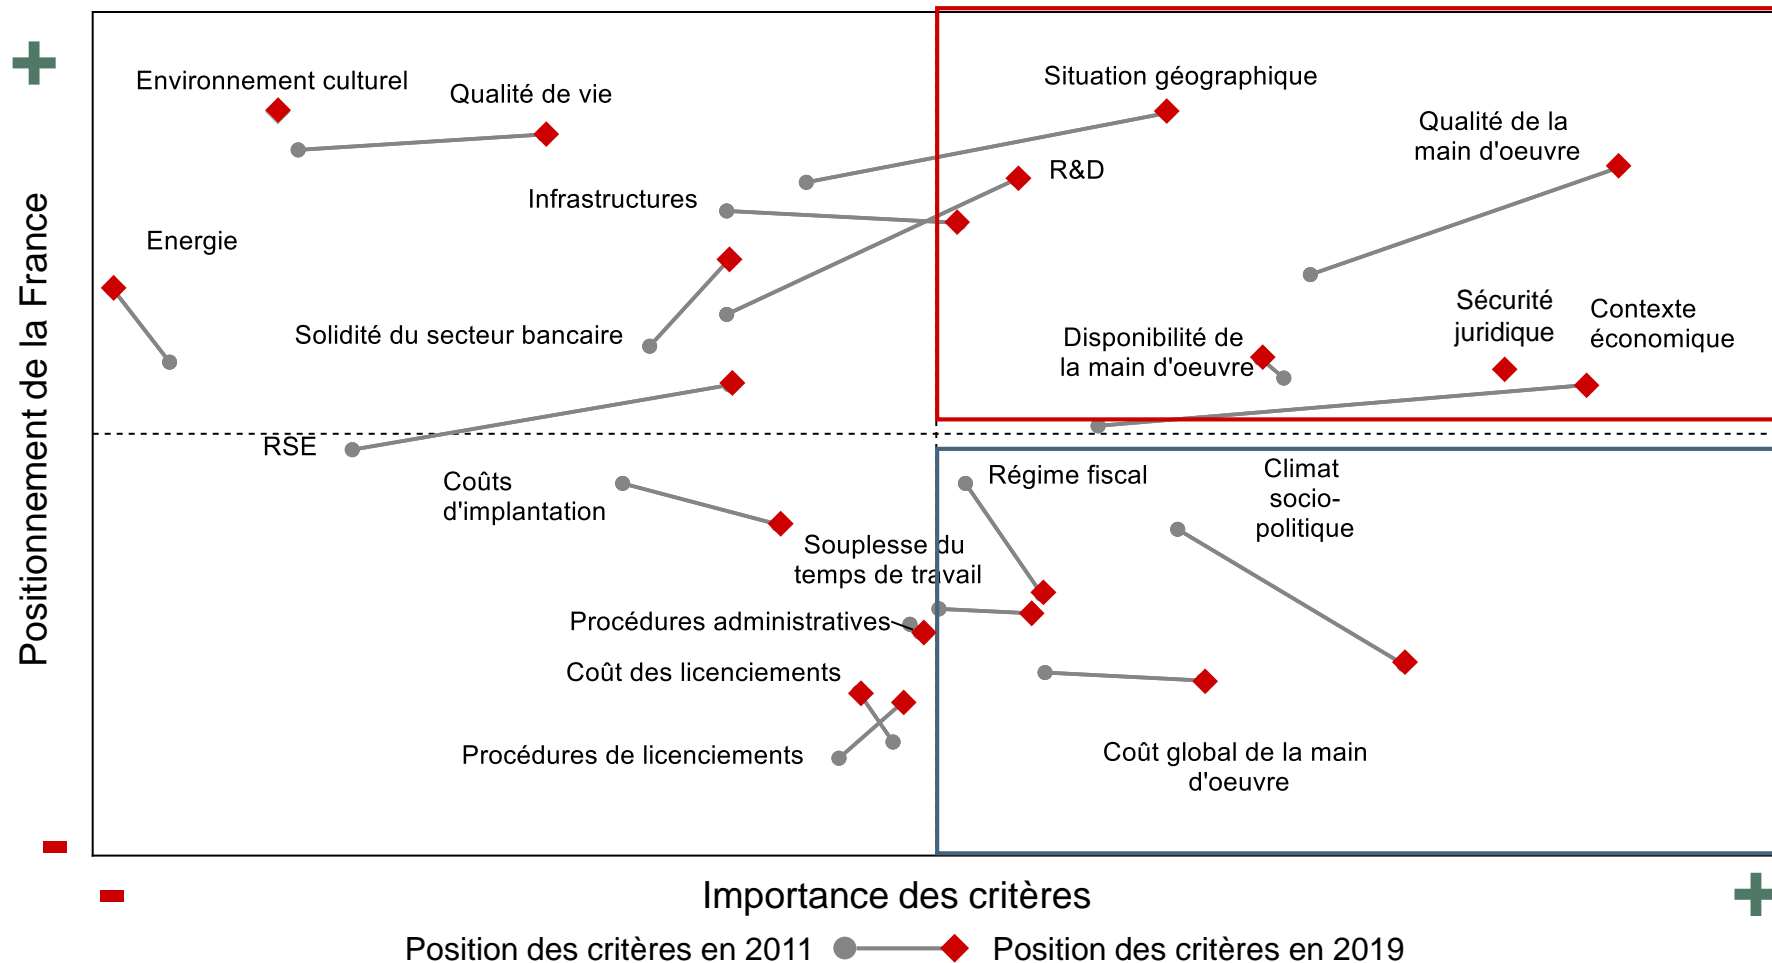 Positionnement de la France
Environnement culturel
Qualité de vie
Situation géographique
Qualité de la
main d'oeuvre
R&D
Infrastructures
Energie
Solidité du secteur bancaire
Disponibilité de
la main d'oeuvre
Sécurité
juridique
Contexte
économique
RSE
Coûts
d'implantation
Régime fiscal
Climat
socio-
politique
Souplesse du
temps de travail
Procédures administratives
Coût des licenciements
Procédures de licenciements
Coût global de la main
d'oeuvre
Importance des critères
Position des critères en 2011
Position des critères en 2019